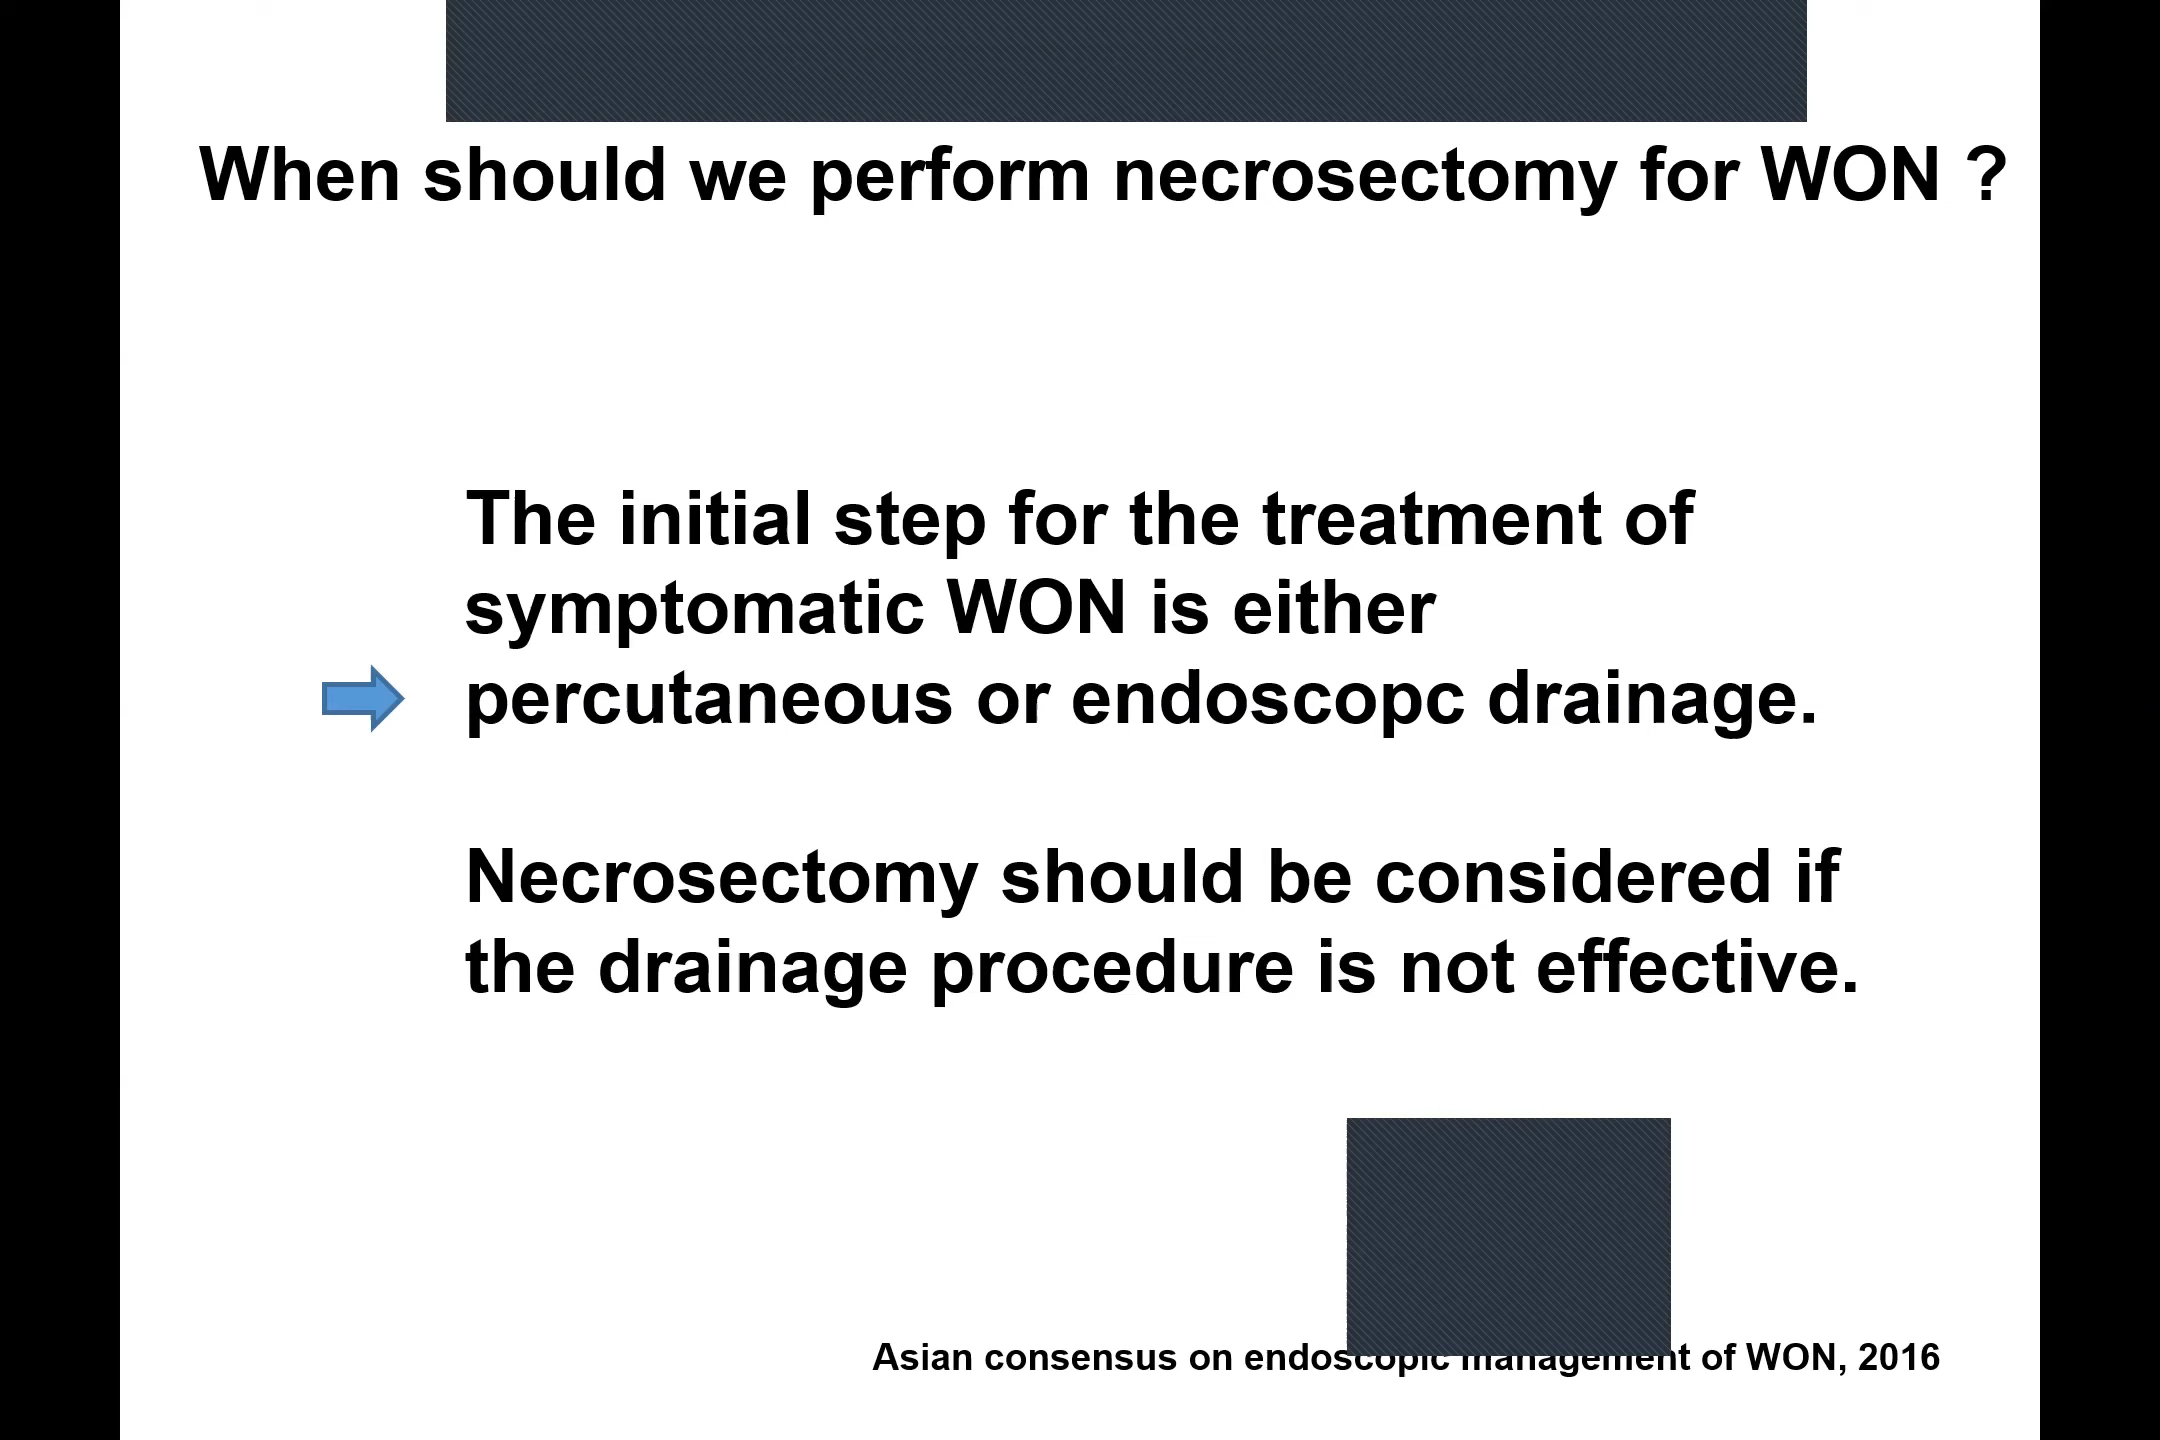 When should we perform necrosectomy for WON ?
The initial step for the treatment of
symptomatic WON is either
percutaneous or endoscopc drainage.
Necrosectomy should be considered if
the drainage procedure is not effective.
Asian consensus on endoscopic management of WON, 2016